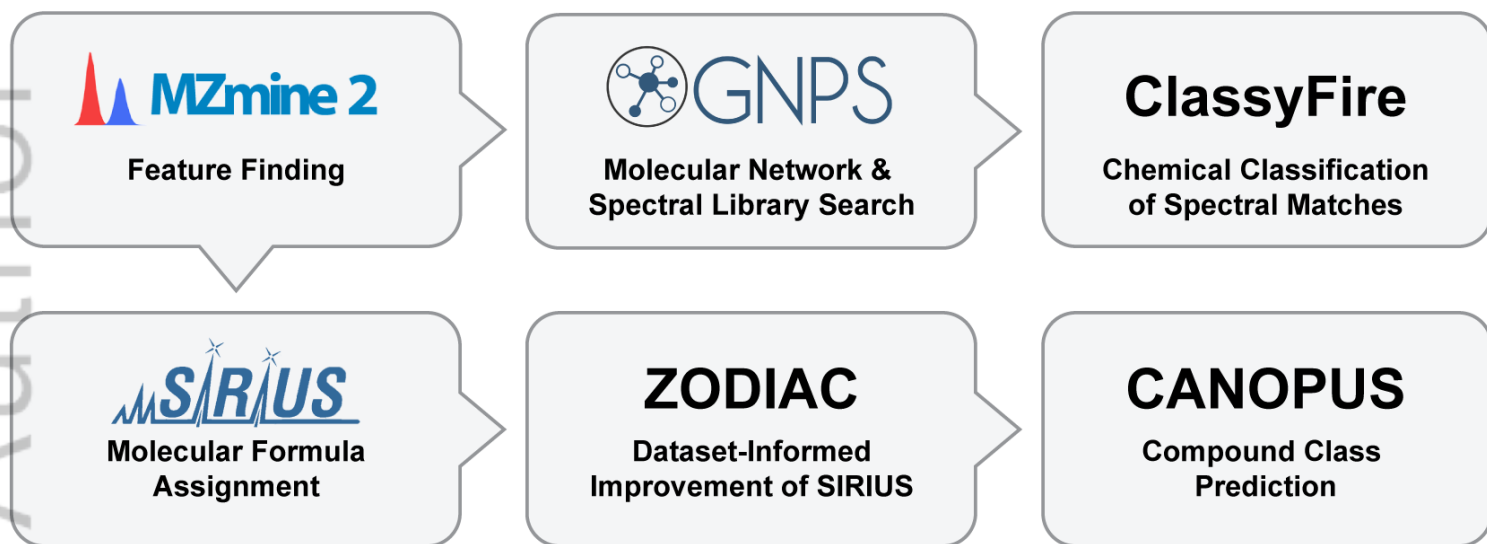 MZmine 2
Feature Finding
GNPS
Molecular Network &
Spectral Library Search
ClassyFire
Chemical Classification
of Spectral Matches
SIRIUS
Molecular Formula
Assignment
ZODIAC
Dataset-Informed
Improvement of SIRIUS
CANOPUS
Compound Class
Prediction